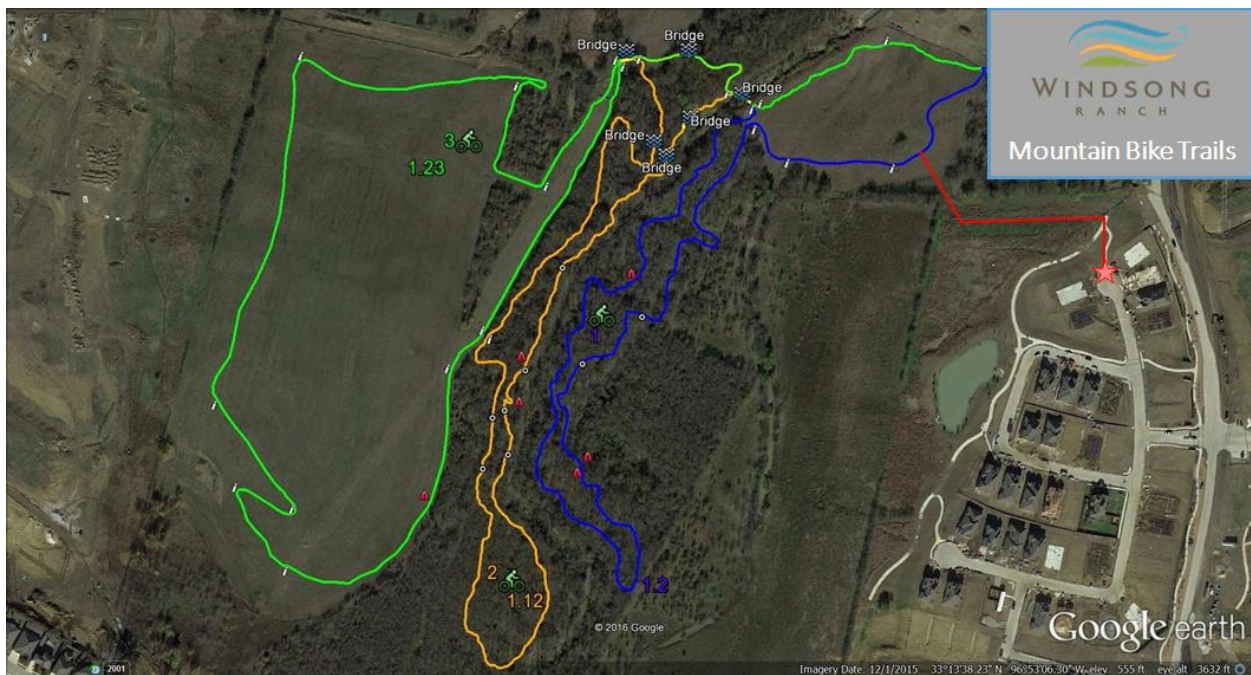 WINDSONG
RANCH
Mountain Bike Trails
Bridge
Bridge
Bridge
Bridge
Bridge
Bridge
3
1.23
1
2
1.12
1.2
© 2016 Google
Google earth
2001
Imagery Date: 12/1/2015 33°13'38.23" N 96°53'06.30" W elev 555 ft eye alt 3632 ft